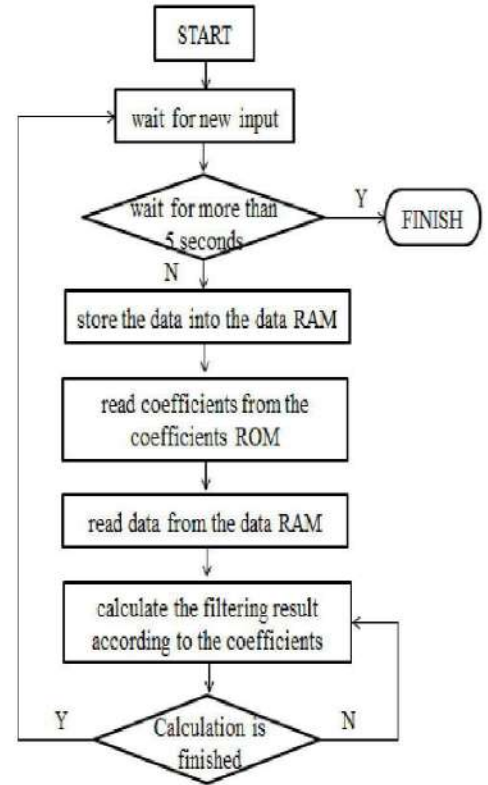 START
wait for new input
wait for more than
5 seconds
Y
FINISH
N
store the data into the data RAM
read coefficients from the
coefficients ROM
read data from the data RAM
calculate the filtering result
according to the coefficients
Y
Calculation is
finished
N